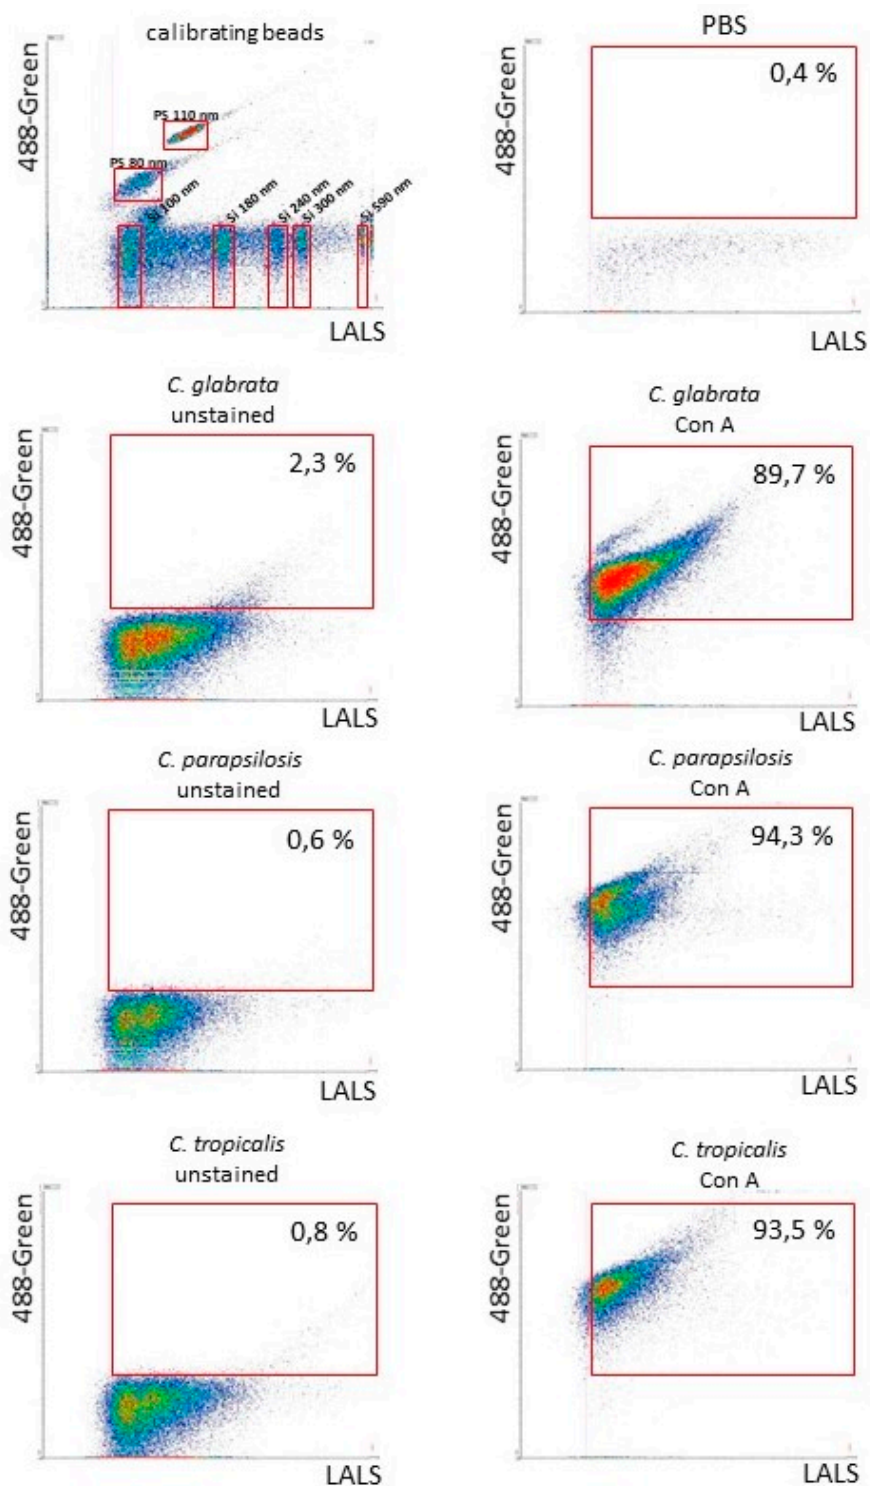 calibrating beads
488-Green
PS 110 nm
PS 80 nm
Si 100 nm
Si 180 nm
Si 240 nm
Si 300 nm
Si 590 nm
LALS
PBS
488-Green
0,4 %
LALS
C. glabrata
unstained
488-Green
2,3 %
LALS
C. glabrata
Con A
488-Green
89,7 %
LALS
C. parapsilosis
unstained
488-Green
0,6 %
LALS
C. parapsilosis
Con A
488-Green
94,3 %
LALS
C. tropicalis
unstained
488-Green
0,8 %
LALS
C. tropicalis
Con A
488-Green
93,5 %
LALS